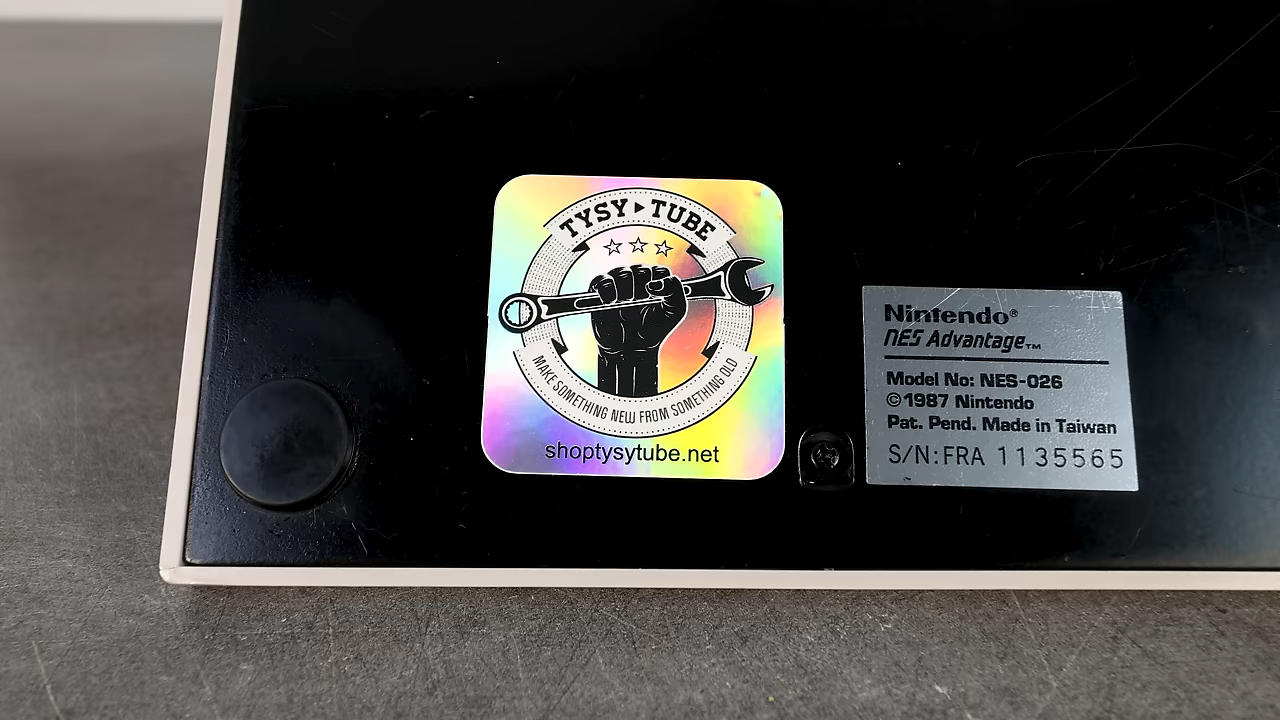 TYSY▸TUBE
MAKE SOMETHING NEW FROM SOMETHING OLD
shoptysytube.net
Nintendo®
NES Advantage™
Model No: NES-026
©1987 Nintendo
Pat. Pend. Made in Taiwan
S/N:FRA 1135565